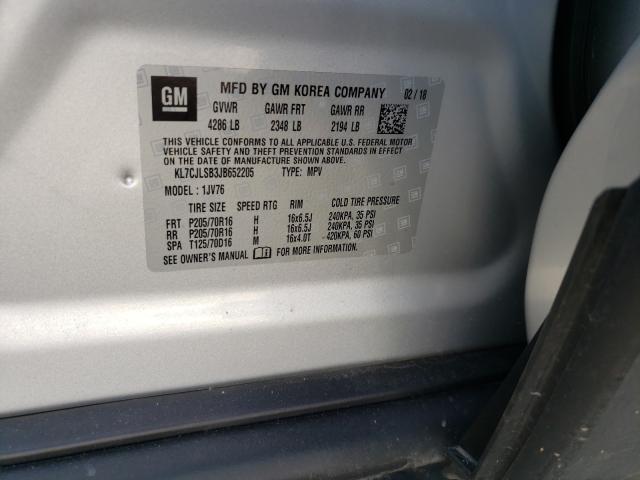 GM
MFD BY GM KOREA COMPANY 02 / 18
GVWR GAWR FRT GAWR RR
4286 LB 2348 LB 2194 LB
THIS VEHICLE CONFORMS TO ALL APPLICABLE U.S. FEDERAL MOTOR
VEHICLE SAFETY AND THEFT PREVENTION STANDARDS IN EFFECT ON
THE DATE OF MANUFACTURE SHOWN ABOVE.
KL7CJLSB3JB652205 TYPE: MPV
MODEL: 1JV76
TIRE SIZE SPEED RTG RIM COLD TIRE PRESSURE
FRT P205/70R16 H 16x6.5J 240KPA, 35 PSI
RR P205/70R16 H 16x6.5J 240KPA, 35 PSI
SPA T125/70D16 M 16x4.0T 420KPA, 60 PSI
SEE OWNER'S MANUAL FOR MORE INFORMATION.